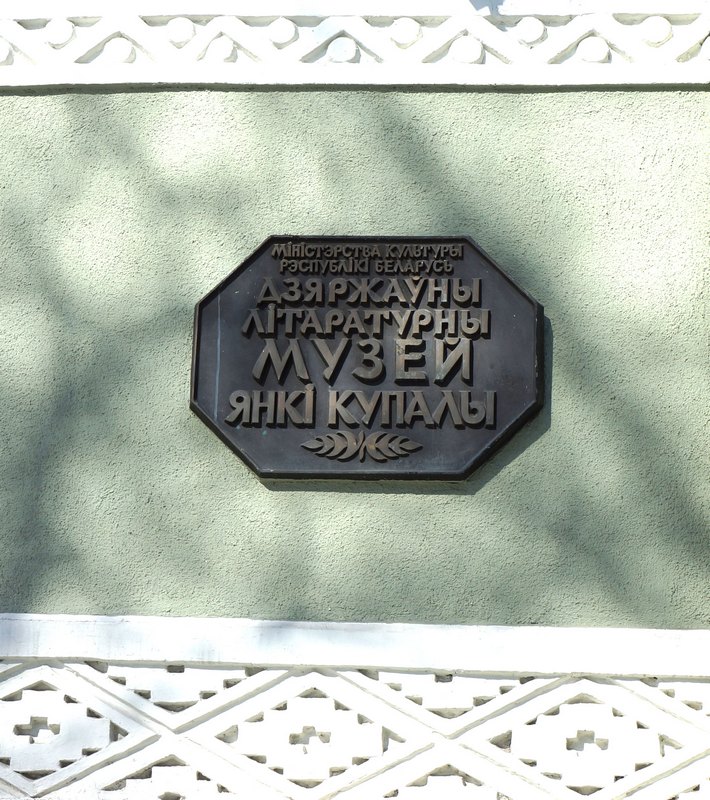 МІНІСТЭРСТВА КУЛЬТУРЫ
РЭСПУБЛІКІ БЕЛАРУСЬ
ДЗЯРЖАЎНЫ
ЛІТАРАТУРНЫ
МУЗЕЙ
ЯНКІ КУПАЛЫ